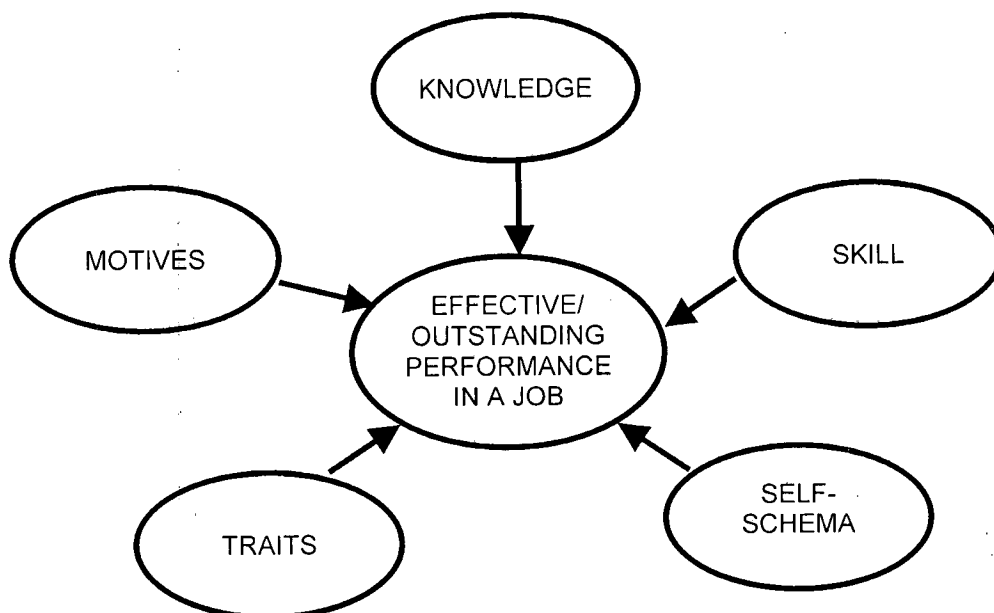 KNOWLEDGE
MOTIVES
SKILL
EFFECTIVE/
OUTSTANDING
PERFORMANCE
IN A JOB
TRAITS
SELF-
SCHEMA